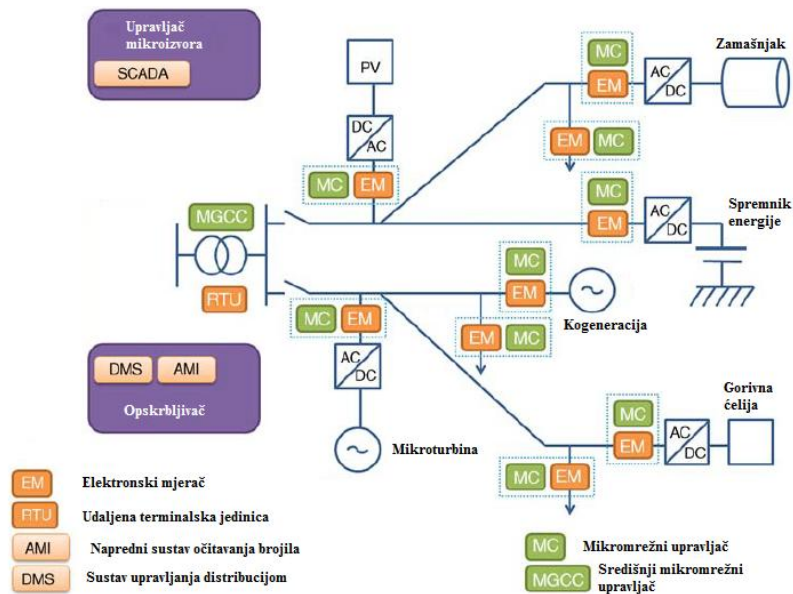 Upravljač
mikroizvora
SCADA
PV
DC
AC
MC EM
MC
EM
AC
DC
Zamašnjak
EM MC
MGCC
RTU
MC
EM
AC
DC
Spremnik
energije
MC
EM
Kogeneracija
EM MC
MC EM
AC
DC
Mikroturbina
DMS AMI
Opskrbljivač
MC
EM
AC
DC
Gorivna
ćelija
MC EM
EM Elektronski mjerač
RTU Udaljena terminalska jedinica
AMI Napredni sustav očitavanja brojila
DMS Sustav upravljanja distribucijom
MC Mikromrežni upravljač
MGCC Središnji mikromrežni
upravljač